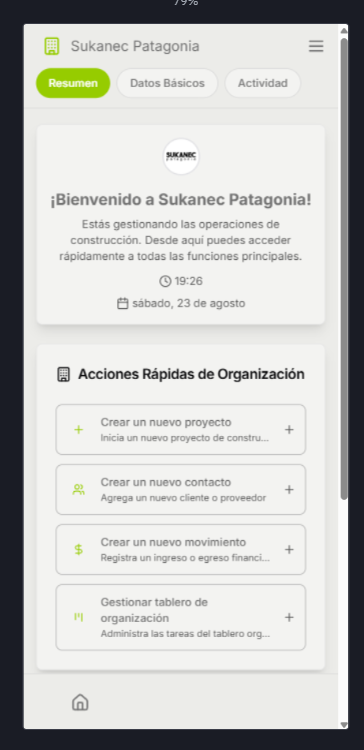 79%
Sukanec Patagonia
Resumen
Datos Básicos
Actividad
SUKANEC
patagonia
¡Bienvenido a Sukanec Patagonia!
Estás gestionando las operaciones de
construcción. Desde aquí puedes acceder
rápidamente a todas las funciones principales.
19:26
sábado, 23 de agosto
Acciones Rápidas de Organización
Crear un nuevo proyecto
Inicia un nuevo proyecto de constru...
Crear un nuevo contacto
Agrega un nuevo cliente o proveedor
Crear un nuevo movimiento
Registra un ingreso o egreso financi...
Gestionar tablero de
organización
Administra las tareas del tablero org...